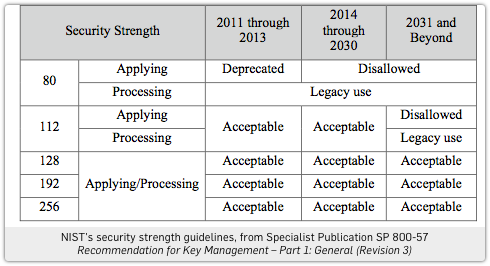 Security Strength 2011 through 2013 2014 through 2030 2031 and Beyond
80 Applying Deprecated Disallowed
Processing Legacy use
112 Applying Acceptable Acceptable Disallowed
Processing Legacy use
128 Applying/Processing Acceptable Acceptable Acceptable
192 Acceptable Acceptable Acceptable
256 Acceptable Acceptable Acceptable
NIST's security strength guidelines, from Specialist Publication SP 800-57
Recommendation for Key Management – Part 1: General (Revision 3)